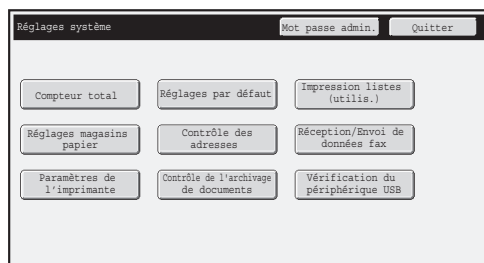 Réglages système
Mot passe admin.
Quitter
Compteur total
Réglages par défaut
Impression listes
(utilis.)
Réglages magasins
papier
Contrôle des
adresses
Réception/Envoi de
données fax
Paramètres de
l'imprimante
Contrôle de l'archivage
de documents
Vérification du
périphérique USB